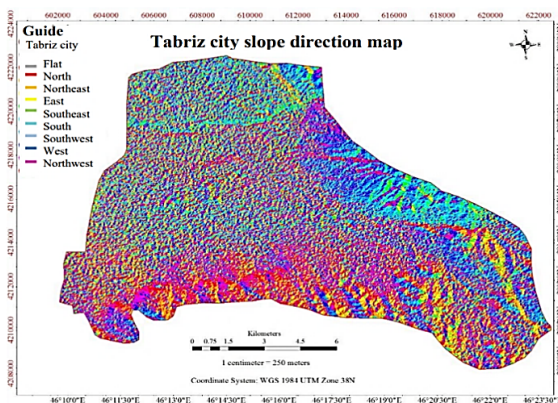 602000 604000 606000 608000 610000 612000 614000 616000 618000 620000 622000
Tabriz city slope direction map
Guide
Tabriz city
Flat
North
Northeast
East
Southeast
South
Southwest
West
Northwest
N
S
4224000
4222000
4220000
4218000
4216000
4214000
4212000
4210000
4208000
Kilometers
0 0.75 1.5 3 4.5 6
1 centimeter = 250 meters
Coordinate System: WGS 1984 UTM Zone 38N
46°10'0"E 46°11'30"E 46°13'0"E 46°14'30"E 46°16'0"E 46°17'30"E 46°19'0"E 46°20'30"E 46°22'0"E 46°23'30"E